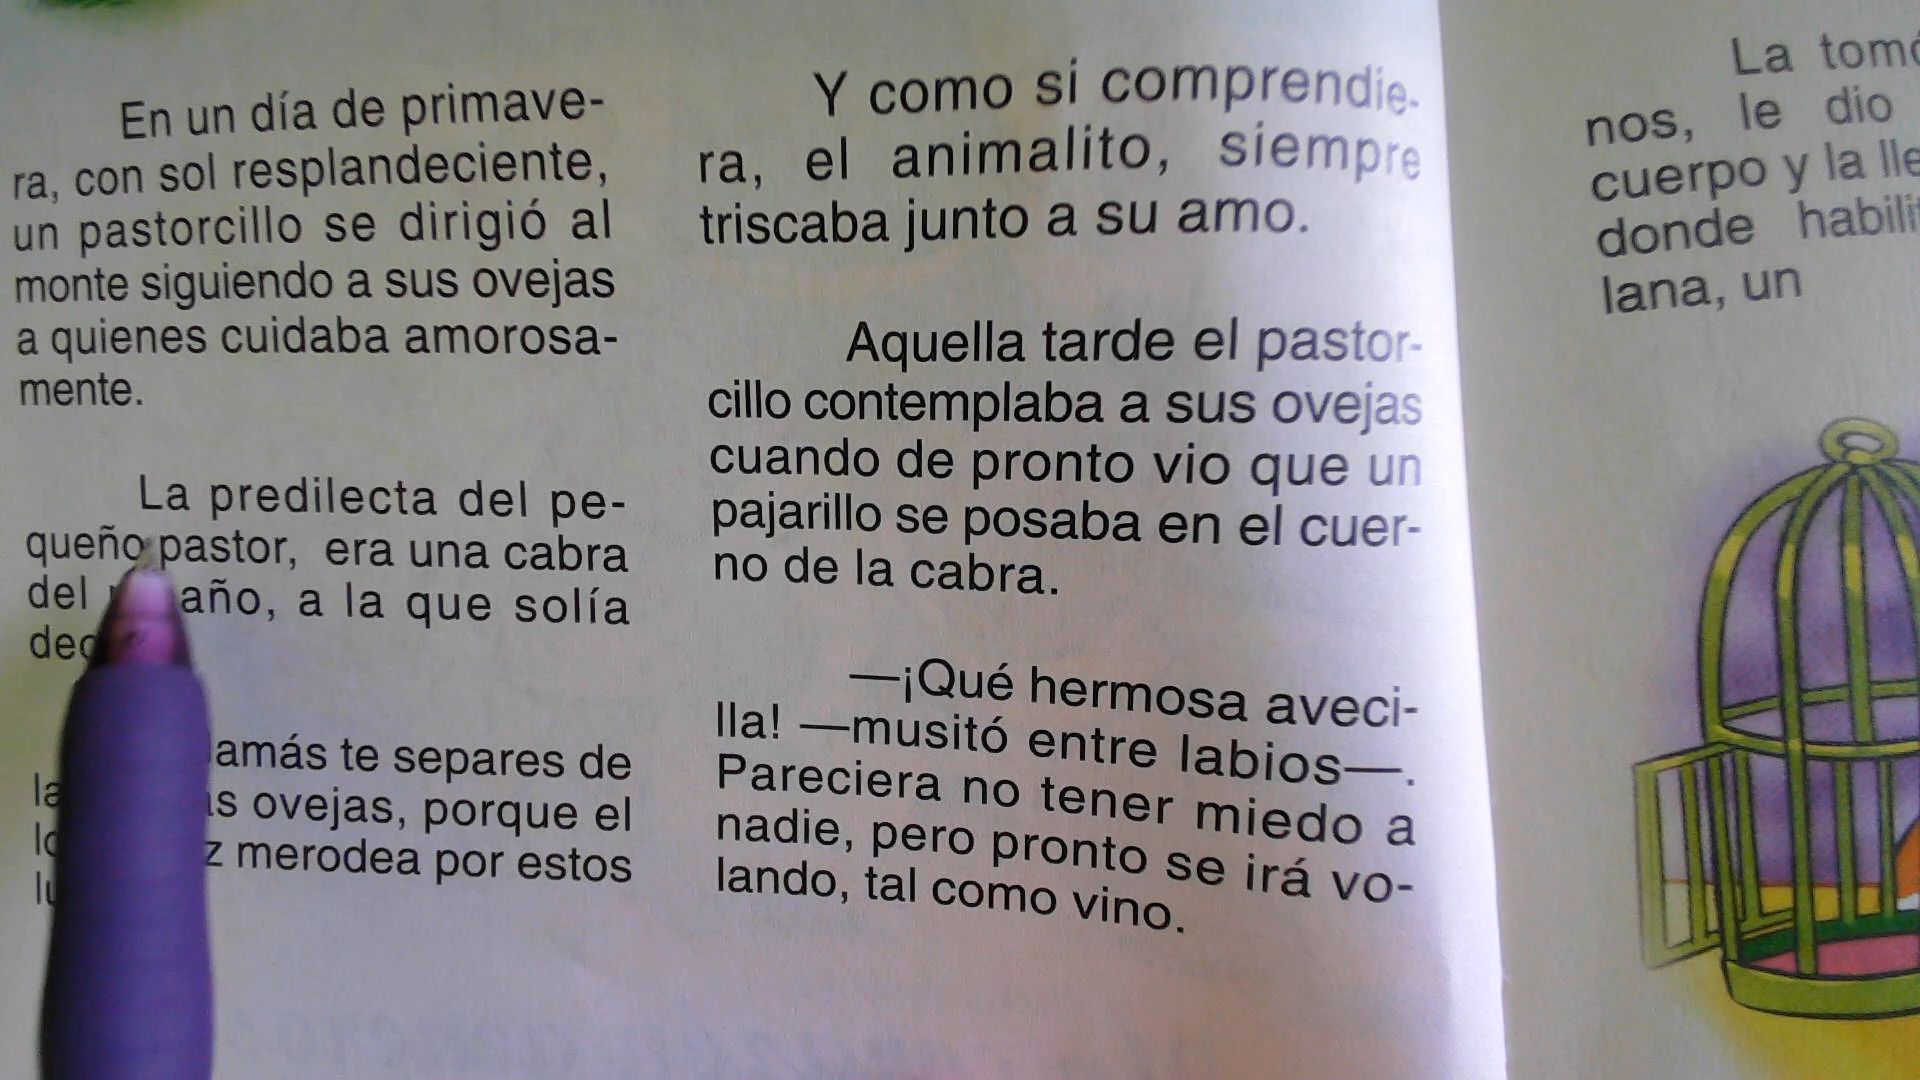 En un día de primave-
ra, con sol resplandeciente,
un pastorcillo se dirigió al
monte siguiendo a sus ovejas
a quienes cuidaba amorosa-
mente.
La predilecta del pe-
queño pastor, era una cabra
del a la que solía
amás te separes de
ovejas, porque el
merodea por estos
Y como si comprendie-
ra, el animalito, siempre
triscaba junto a su amo.
Aquella tarde el pastor-
cillo contemplaba a sus ovejas
cuando de pronto vio que un
pajarillo se posaba en el cuer-
no de la cabra.
—¡Qué hermosa aveci-
lla! —musitó entre labios—.
Pareciera no tener miedo a
nadie, pero pronto se irá vo-
lando, tal como vino.
La tomó
nos, le dio
cuerpo y la lle
donde habili
lana, un